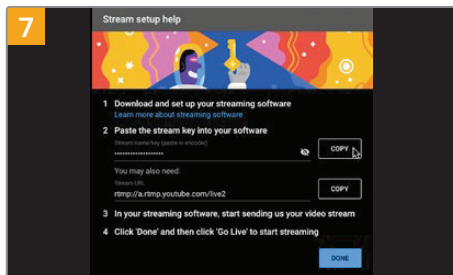 7
Stream setup help
1 Download and set up your streaming software
Learn more about streaming software
2 Paste the stream key into your software
Stream name/key (paste in encoder)
••••••••••••••••••• COPY
You may also need:
Stream URL
rtmp://a.rtmp.youtube.com/live2 COPY
3 In your streaming software, start sending us your video stream
4 Click 'Done' and then click 'Go Live' to start streaming
DONE